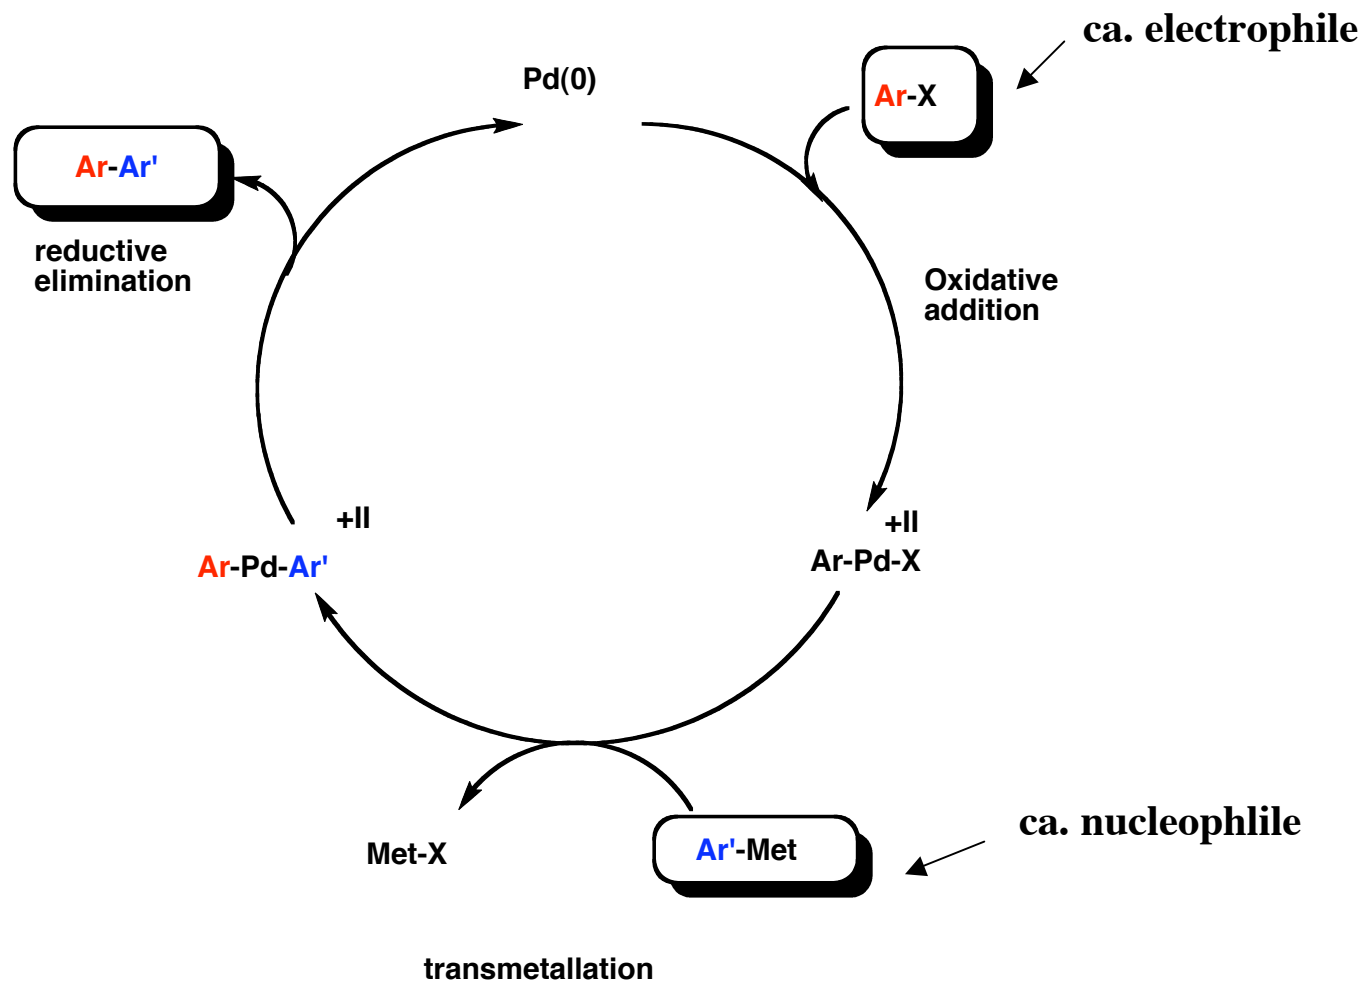 ca. electrophile
Pd(0)
Ar-X
Ar-Ar'
reductive
elimination
Oxidative
addition
+II
Ar-Pd-Ar'
+II
Ar-Pd-X
Met-X
Ar'-Met
ca. nucleophlile
transmetallation